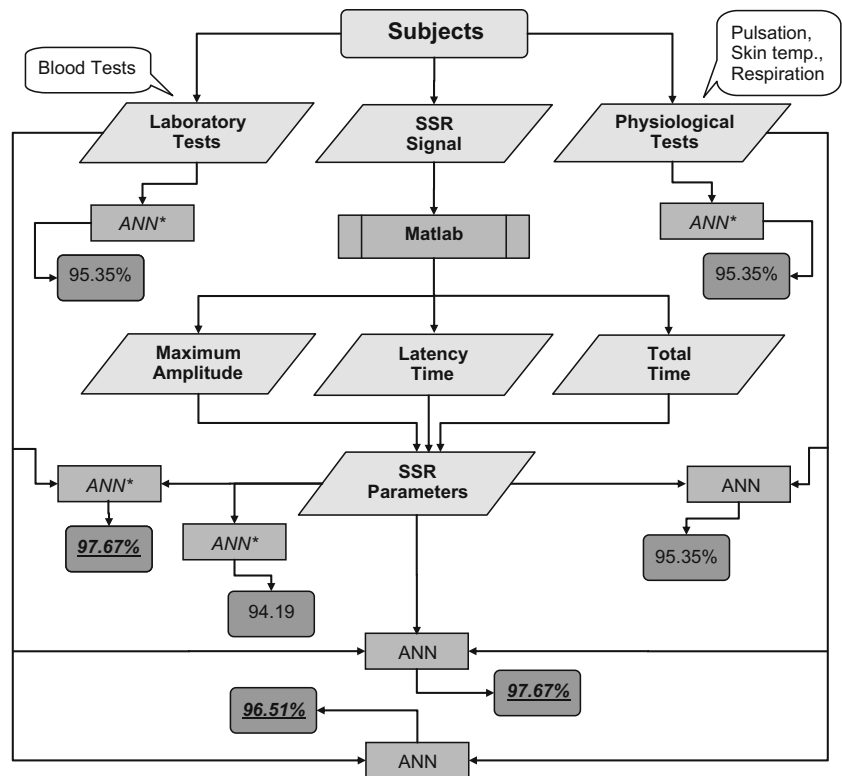 Subjects
Blood Tests
Pulsation,
Skin temp.,
Respiration
Laboratory
Tests
SSR
Signal
Physiological
Tests
ANN*
Matlab
ANN*
95.35%
95.35%
Maximum
Amplitude
Latency
Time
Total
Time
SSR
Parameters
ANN*
ANN
97.67%
ANN*
95.35%
94.19
ANN
97.67%
96.51%
ANN